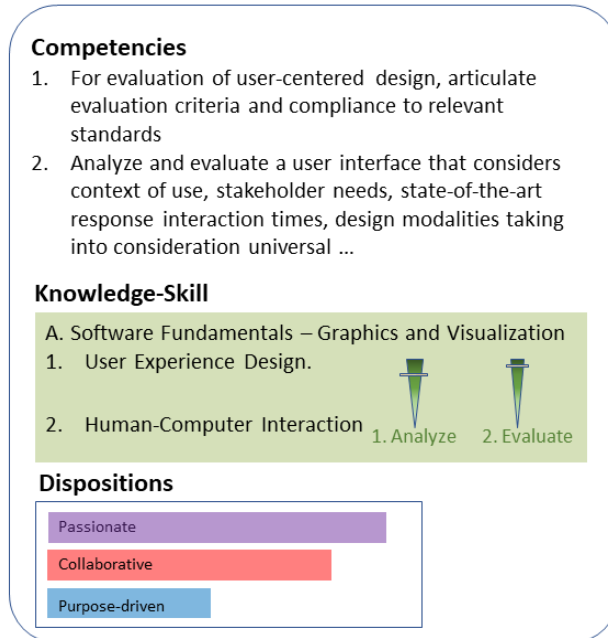 Competencies
1. For evaluation of user-centered design, articulate
evaluation criteria and compliance to relevant
standards
2. Analyze and evaluate a user interface that considers
context of use, stakeholder needs, state-of-the-art
response interaction times, design modalities taking
into consideration universal ...
Knowledge-Skill
A. Software Fundamentals – Graphics and Visualization
1. User Experience Design.
2. Human-Computer Interaction
1. Analyze
2. Evaluate
Dispositions
Passionate
Collaborative
Purpose-driven